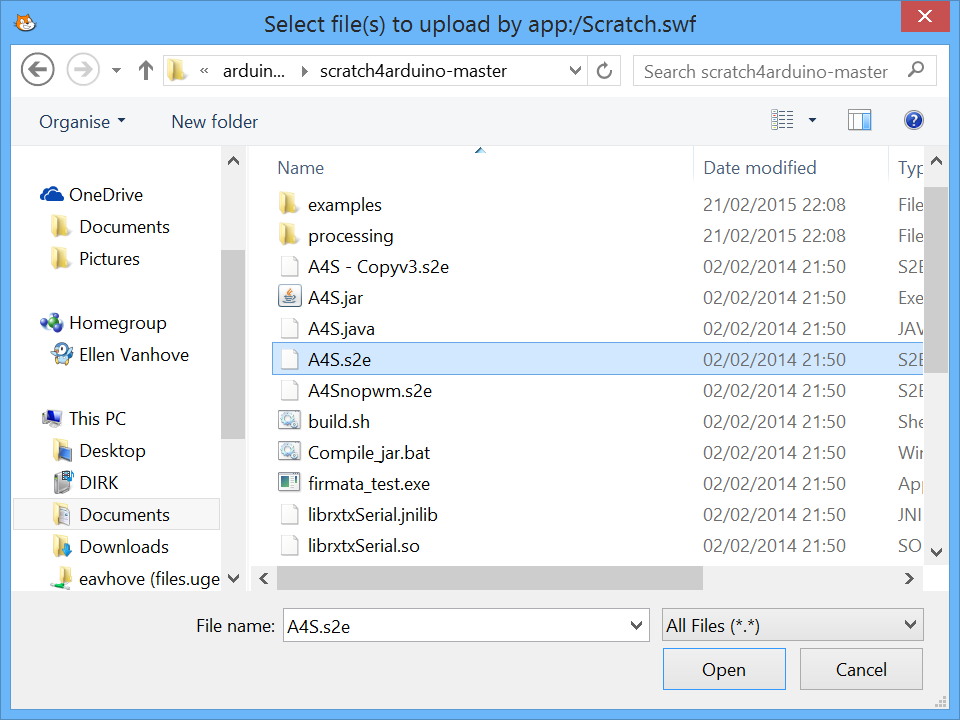 Select file(s) to upload by app:/Scratch.swf
« arduin... scratch4arduino-master Search scratch4arduino-master
Organise New folder
Name Date modified Typ
OneDrive
Documents
Pictures
Homegroup
Ellen Vanhove
This PC
Desktop
DIRK
Documents
Downloads
eavhove (files.uge
examples 21/02/2015 22:08 File
processing 21/02/2015 22:08 File
A4S - Copyv3.s2e 02/02/2014 21:50 S2E
A4S.jar 02/02/2014 21:50 Exe
A4S.java 02/02/2014 21:50 JAV
A4S.s2e 02/02/2014 21:50 S2E
A4Snopwm.s2e 02/02/2014 21:50 S2E
build.sh 02/02/2014 21:50 She
Compile_jar.bat 02/02/2014 21:50 Win
firmata_test.exe 02/02/2014 21:50 App
librxtxSerial.jnilib 02/02/2014 21:50 JNI
librxtxSerial.so 02/02/2014 21:50 SO
File name: A4S.s2e All Files (*.*)
Open Cancel